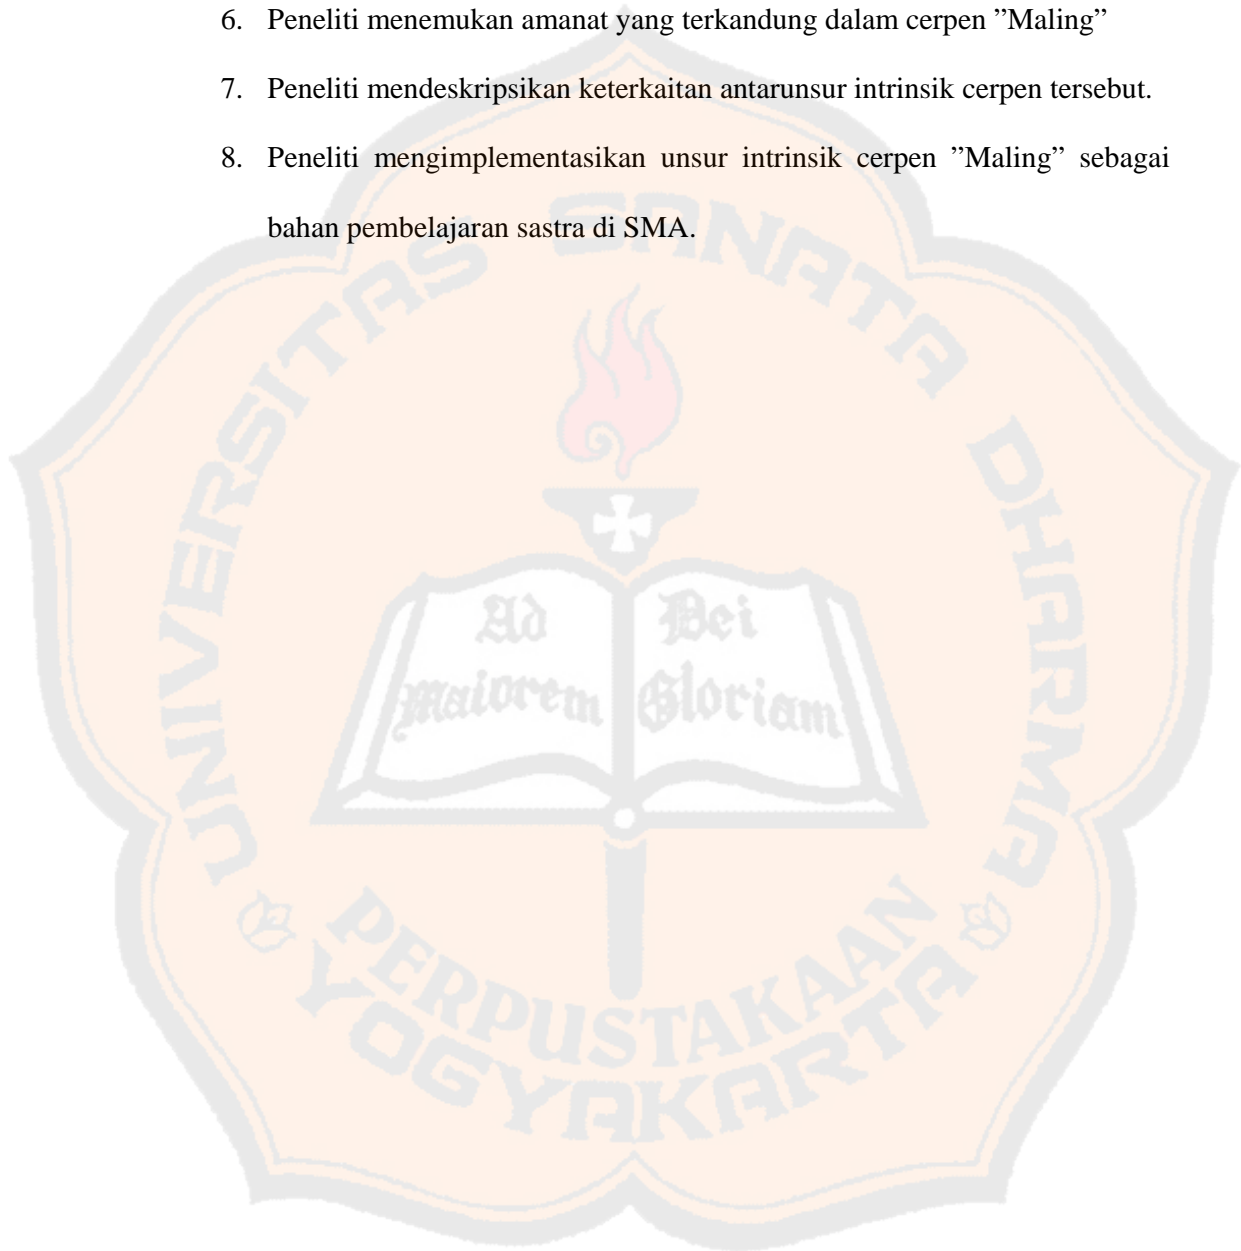 6. Peneliti menemukan amanat yang terkandung dalam cerpen ”Maling”
7. Peneliti mendeskripsikan keterkaitan antarunsur intrinsik cerpen tersebut.
8. Peneliti mengimplementasikan unsur intrinsik cerpen ”Maling” sebagai
bahan pembelajaran sastra di SMA.
UNIVERSITAS SANATA DHARMA
Ad Dei
Maiorem Gloriam
PERPUSTAKAAN
YOGYAKARTA